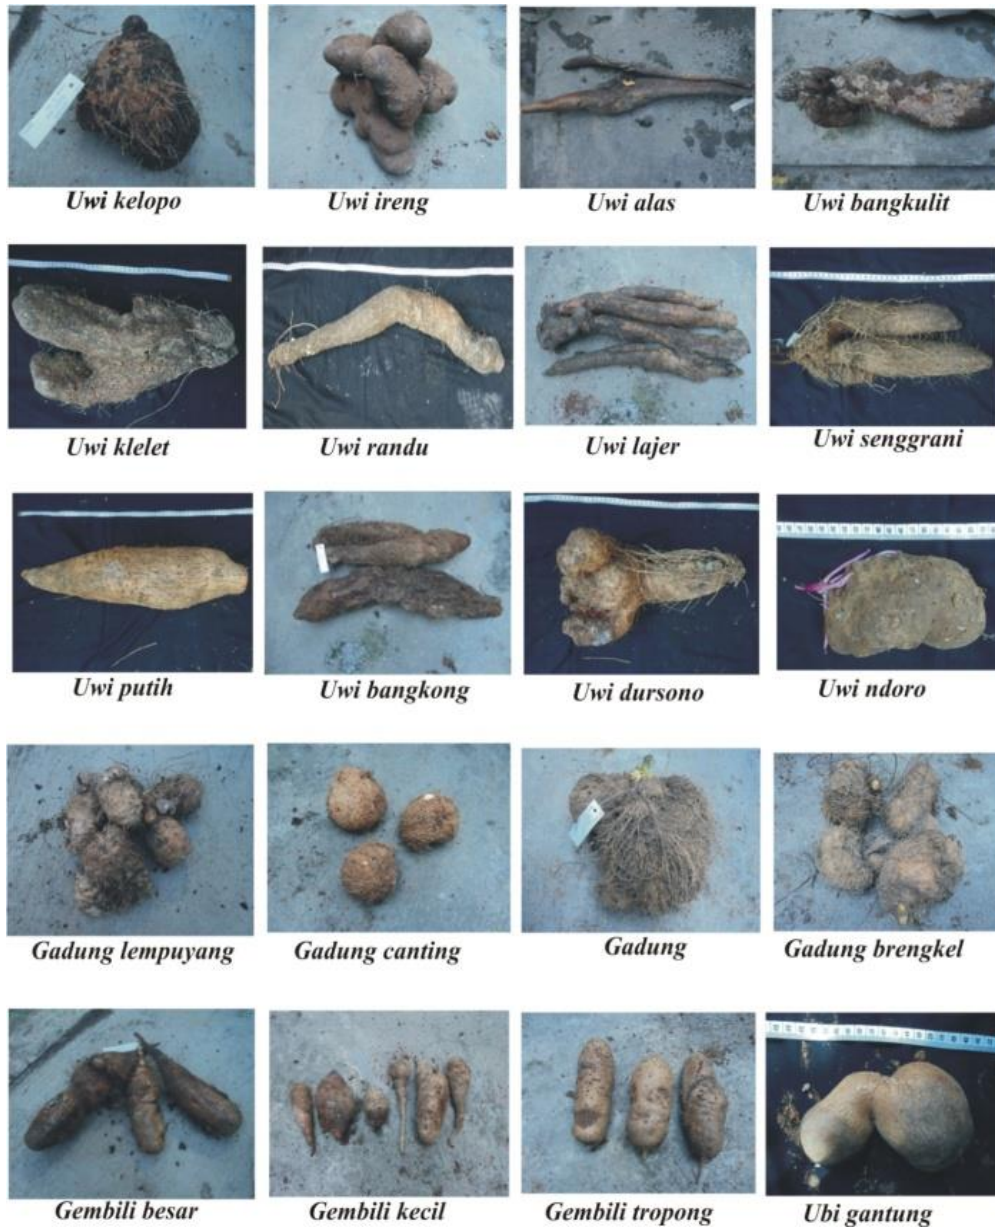 Uwi kelopo
Uwi ireng
Uwi alas
Uwi bangkulit
Uwi klelet
Uwi randu
Uwi lajer
Uwi senggrani
Uwi putih
Uwi bangkong
Uwi dursono
Uwi ndoro
Gadung lempuyang
Gadung canting
Gadung
Gadung brengkel
Gembili besar
Gembili kecil
Gembili tropong
Ubi gantung